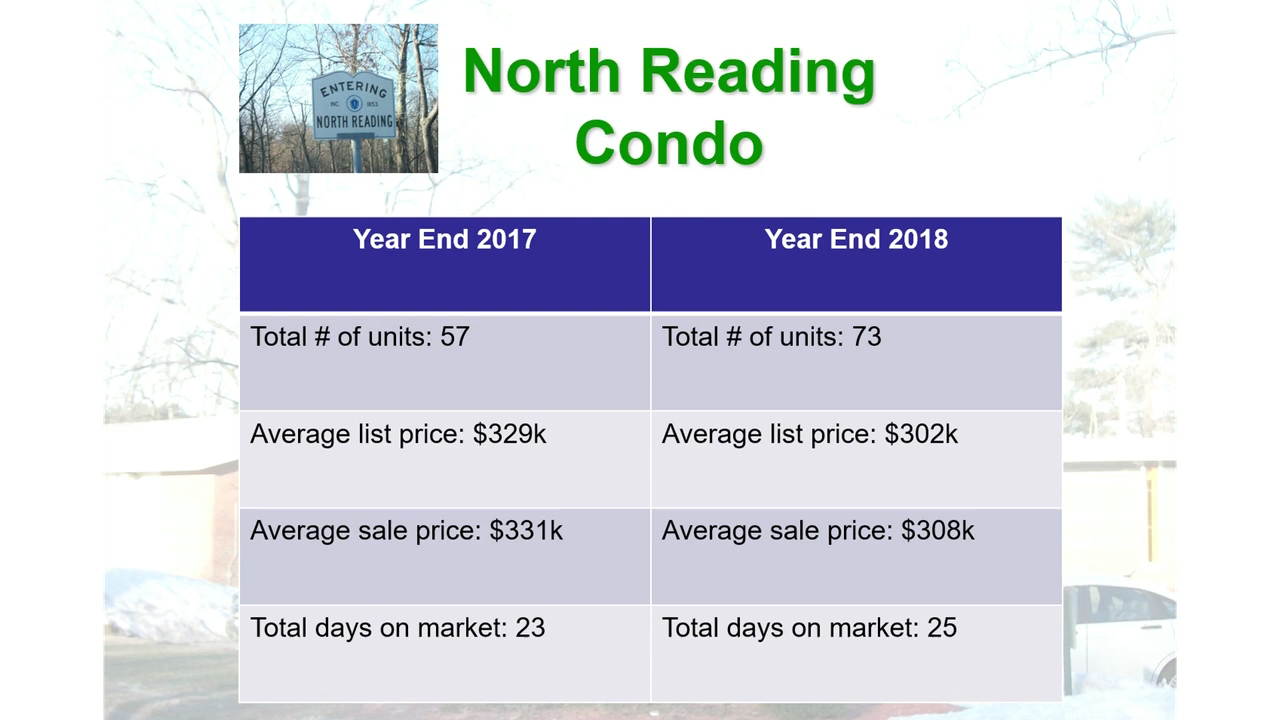 ENTERING
INC. 1853
NORTH READING
North Reading
Condo
Year End 2017
Year End 2018
Total # of units: 57
Total # of units: 73
Average list price: $329k
Average list price: $302k
Average sale price: $331k
Average sale price: $308k
Total days on market: 23
Total days on market: 25